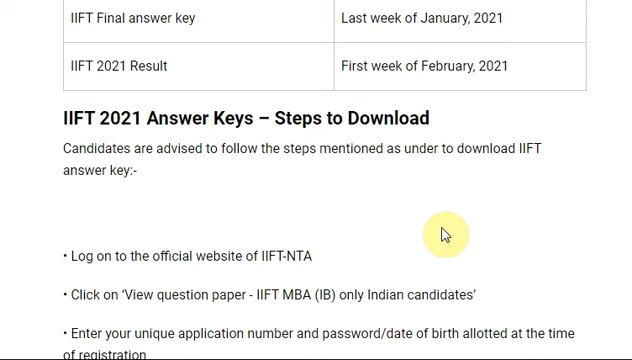 IIFT Final answer key
Last week of January, 2021
IIFT 2021 Result
First week of February, 2021
IIFT 2021 Answer Keys – Steps to Download
Candidates are advised to follow the steps mentioned as under to download IIFT
answer key:-
• Log on to the official website of IIFT-NTA
• Click on ‘View question paper - IIFT MBA (IB) only Indian candidates’
• Enter your unique application number and password/date of birth allotted at the time
of registration